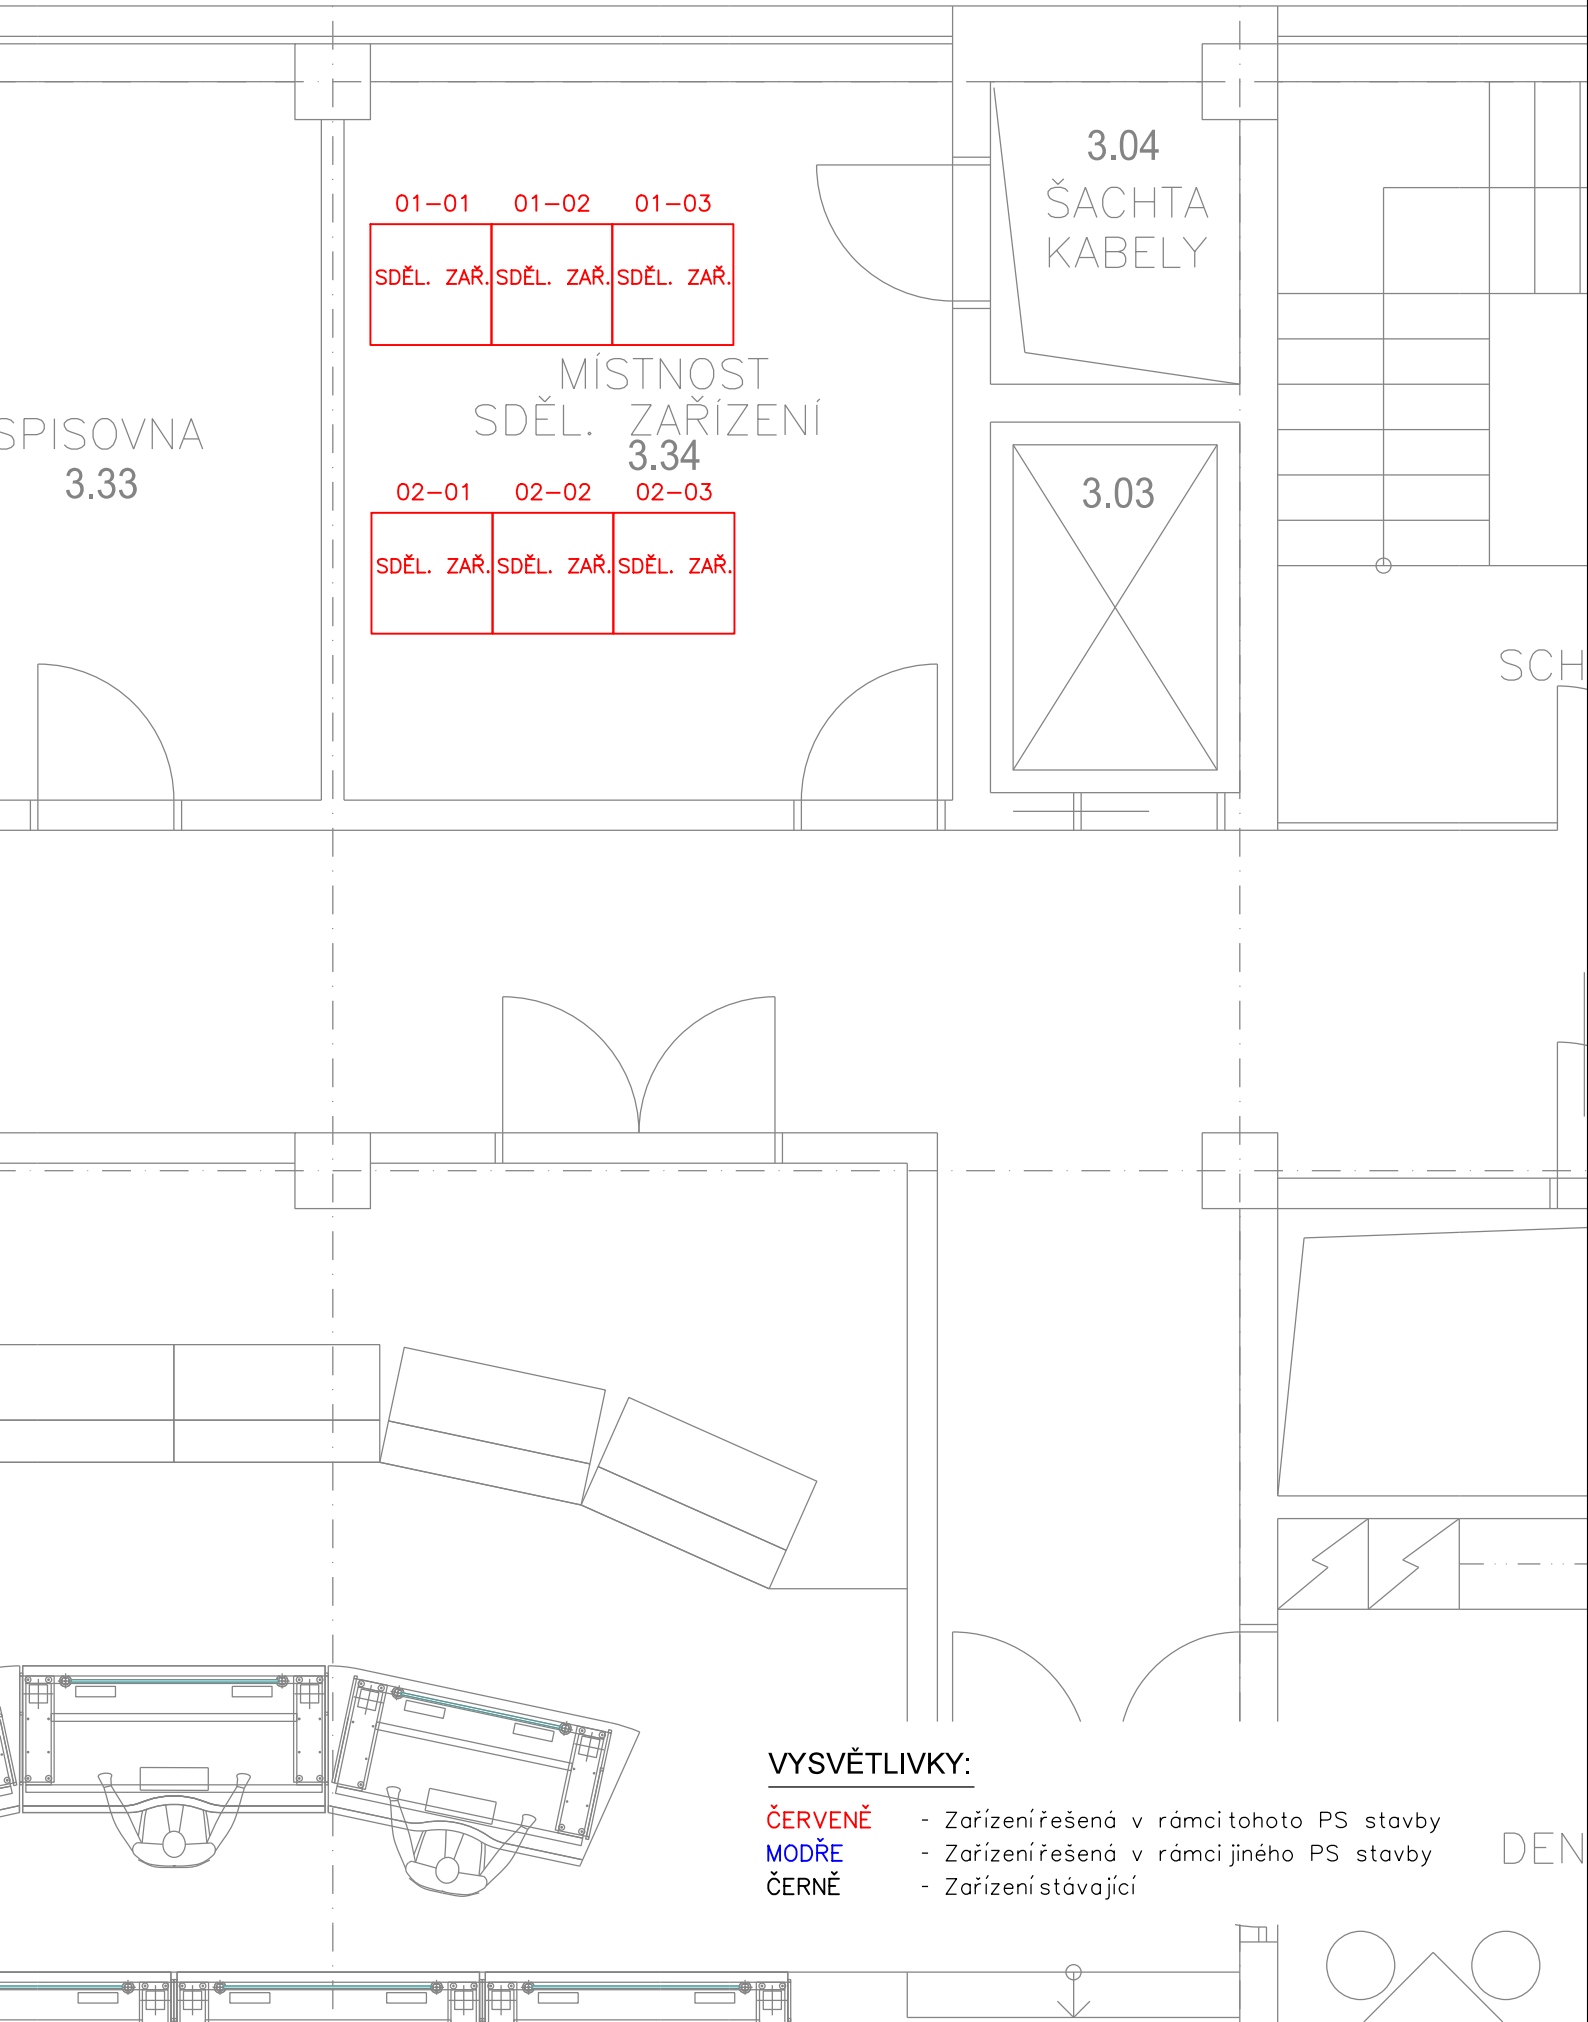 3.04
ŠACHTA
KABELY
01-01 01-02 01-03
SDĚL. ZAŘ. SDĚL. ZAŘ. SDĚL. ZAŘ.
MÍSTNOST
SDĚL. ZAŘÍZENÍ
3.34
SPISOVNA
3.33
02-01 02-02 02-03
SDĚL. ZAŘ. SDĚL. ZAŘ. SDĚL. ZAŘ.
3.03
SCH
VYSVĚTLIVKY:
ČERVENĚ - Zařízení řešená v rámci tohoto PS stavby
MODŘE - Zařízení řešená v rámci jiného PS stavby
ČERNĚ - Zařízení stávající
DEN